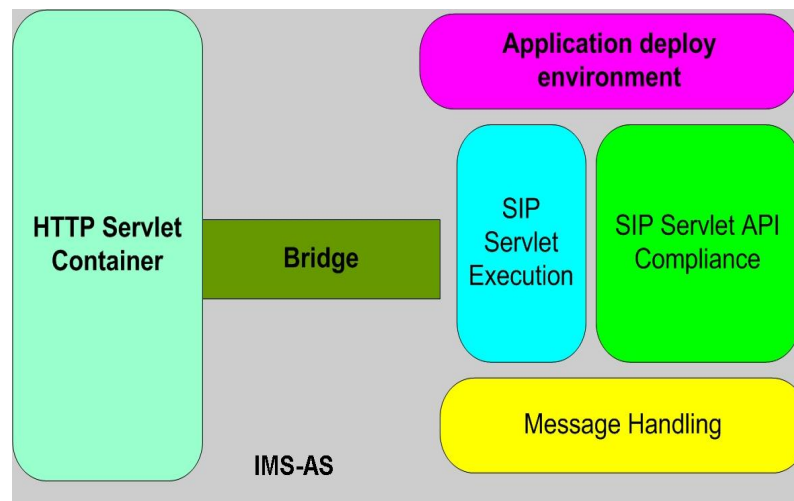 Application deploy
environment
HTTP Servlet
Container
Bridge
SIP
Servlet
Execution
SIP Servlet API
Compliance
Message Handling
IMS-AS